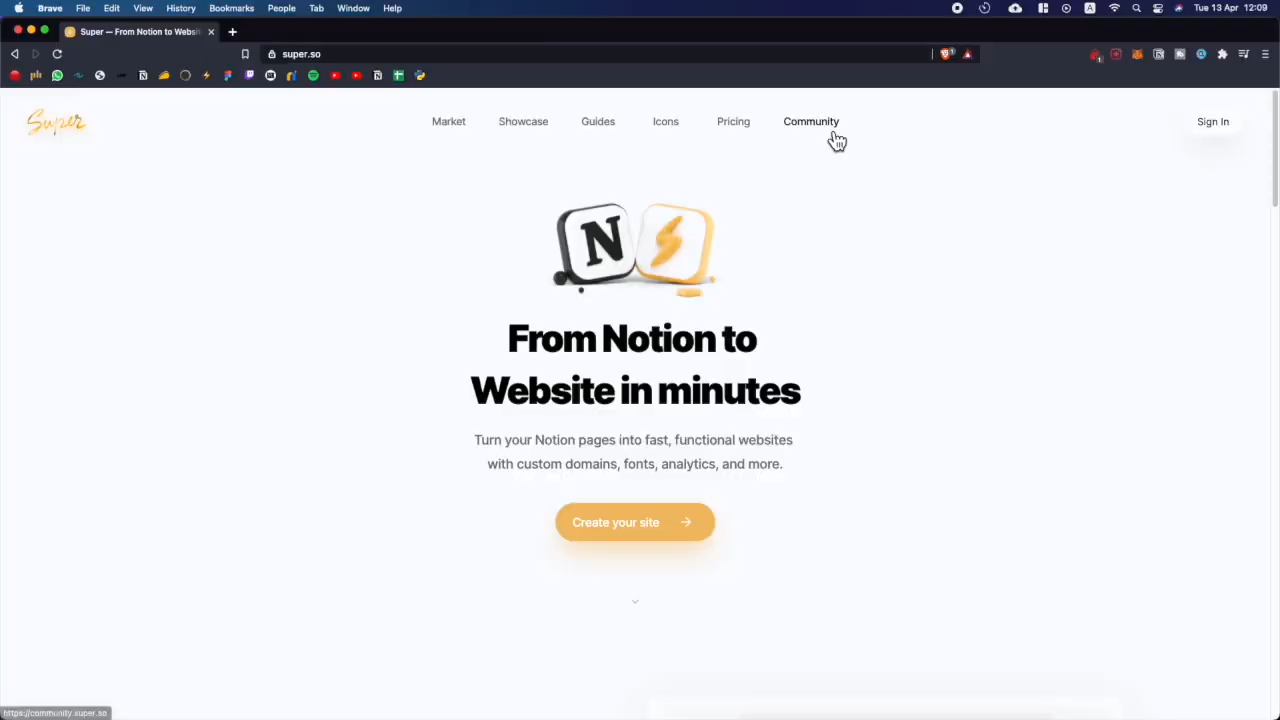 Brave File Edit View History Bookmarks People Tab Window Help
A
Tue 13 Apr 12:09
Super — From Notion to Websit
super.so
1
1
Super
Market Showcase Guides Icons Pricing Community
Sign In
N
From Notion to
Website in minutes
Turn your Notion pages into fast, functional websites
with custom domains, fonts, analytics, and more.
Create your site
https://community.super.so